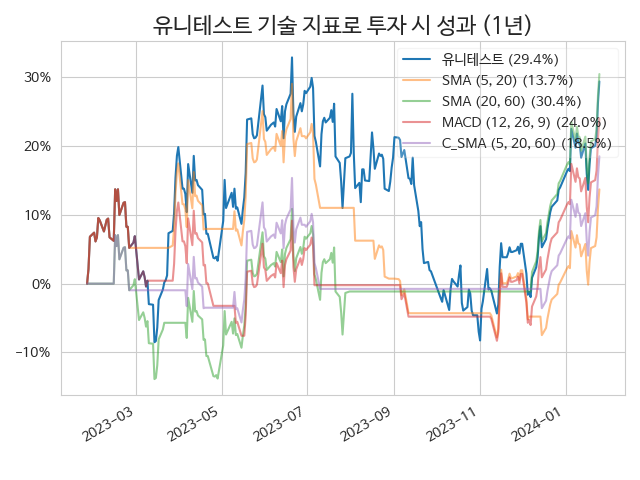 유니테스트 기술 지표로 투자 시 성과 (1년)
유니테스트 (29.4%)
SMA (5, 20) (13.7%)
SMA (20, 60) (30.4%)
MACD (12, 26, 9) (24.0%)
C_SMA (5, 20, 60) (18.5%)
30%
20%
10%
0%
−10%
2023−03
2023−05
2023−07
2023−09
2023−11
2024−01